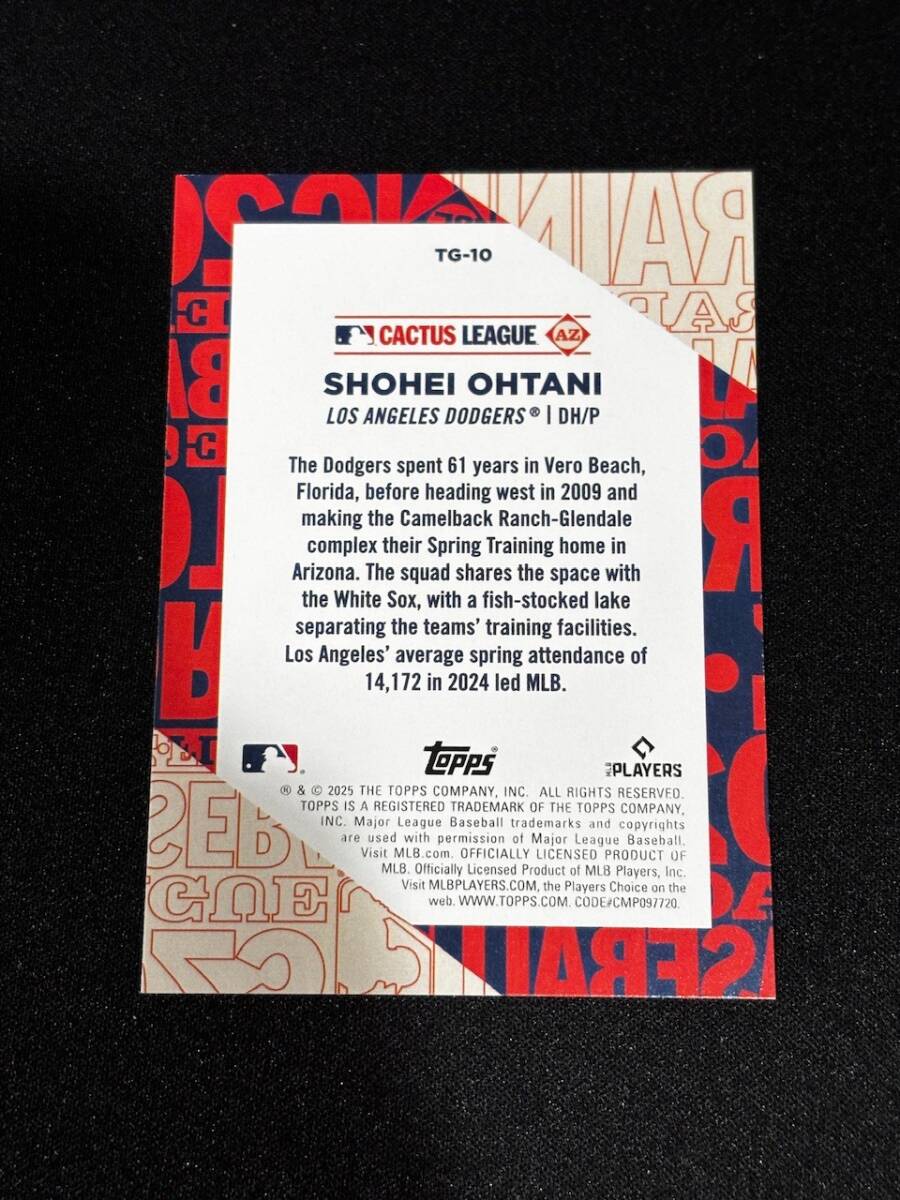 TG-10
CACTUS LEAGUE AZ
SHOHEI OHTANI
LOS ANGELES DODGERS® | DH/P
The Dodgers spent 61 years in Vero Beach,
Florida, before heading west in 2009 and
making the Camelback Ranch-Glendale
complex their Spring Training home in
Arizona. The squad shares the space with
the White Sox, with a fish-stocked lake
separating the teams’ training facilities.
Los Angeles’ average spring attendance of
14,172 in 2024 led MLB.
topps® MLB PLAYERS
® & © 2025 THE TOPPS COMPANY, INC. ALL RIGHTS RESERVED.
TOPPS IS A REGISTERED TRADEMARK OF THE TOPPS COMPANY,
INC. Major League Baseball trademarks and copyrights
are used with permission of Major League Baseball.
Visit MLB.com. OFFICIALLY LICENSED PRODUCT OF
MLB. Officially Licensed Product of MLB Players, Inc.
Visit MLBPLAYERS.COM, the Players Choice on the
web. WWW.TOPPS.COM. CODE#CMP097720.